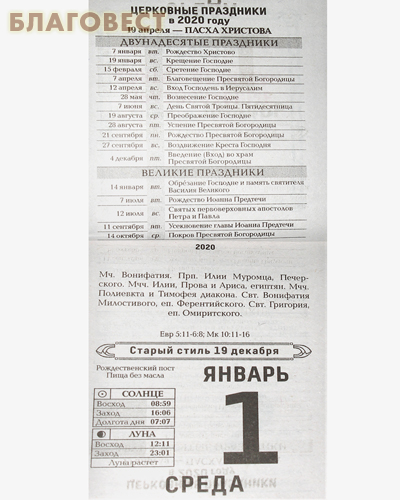 БЛАГОВЕСТ
ЦЕРКОВНЫЕ ПРАЗДНИКИ
в 2020 году
19 апреля — ПАСХА ХРИСТОВА
ДВУНАДЕСЯТЫЕ ПРАЗДНИКИ
7 января вт. Рождество Христово
19 января вс. Крещение Господне
15 февраля сб. Сретение Господне
7 апреля вт. Благовещение Пресвятой Богородицы
12 апреля вс. Вход Господень в Иерусалим
28 мая чт. Вознесение Господне
7 июня вс. День Святой Троицы. Пятидесятница
19 августа ср. Преображение Господне
28 августа пт. Успение Пресвятой Богородицы
21 сентября пн. Рождество Пресвятой Богородицы
27 сентября вс. Воздвижение Креста Господня
4 декабря пт. Введение (Вход) во храм
Пресвятой Богородицы
ВЕЛИКИЕ ПРАЗДНИКИ
14 января вт. Обрезание Господне и память святителя
Василия Великого
7 июля вт. Рождество Иоанна Предтечи
12 июля вс. Святых первоверховных апостолов
Петра и Павла
11 сентября пт. Усекновение главы Иоанна Предтечи
14 октября ср. Покров Пресвятой Богородицы
2020
Мч. Вонифатия. Прп. Илии Муромца, Печер-
ского. Мчч. Илии, Прова и Ариса, египтян. Мчч.
Полиевкта и Тимофея диакона. Свт. Вонифатия
Милостивого, еп. Ферентийского. Свт. Григория,
еп. Омиритского.
Евр 5:11-6:8; Мк 10:11-16
Старый стиль 19 декабря
Рождественский пост
Пища без масла
ЯНВАРЬ
СОЛНЦЕ
Восход 08:59
Заход 16:06
Долгота дня 07:07
ЛУНА
Восход 12:11
Заход 23:01
Луна растет
1
СРЕДА